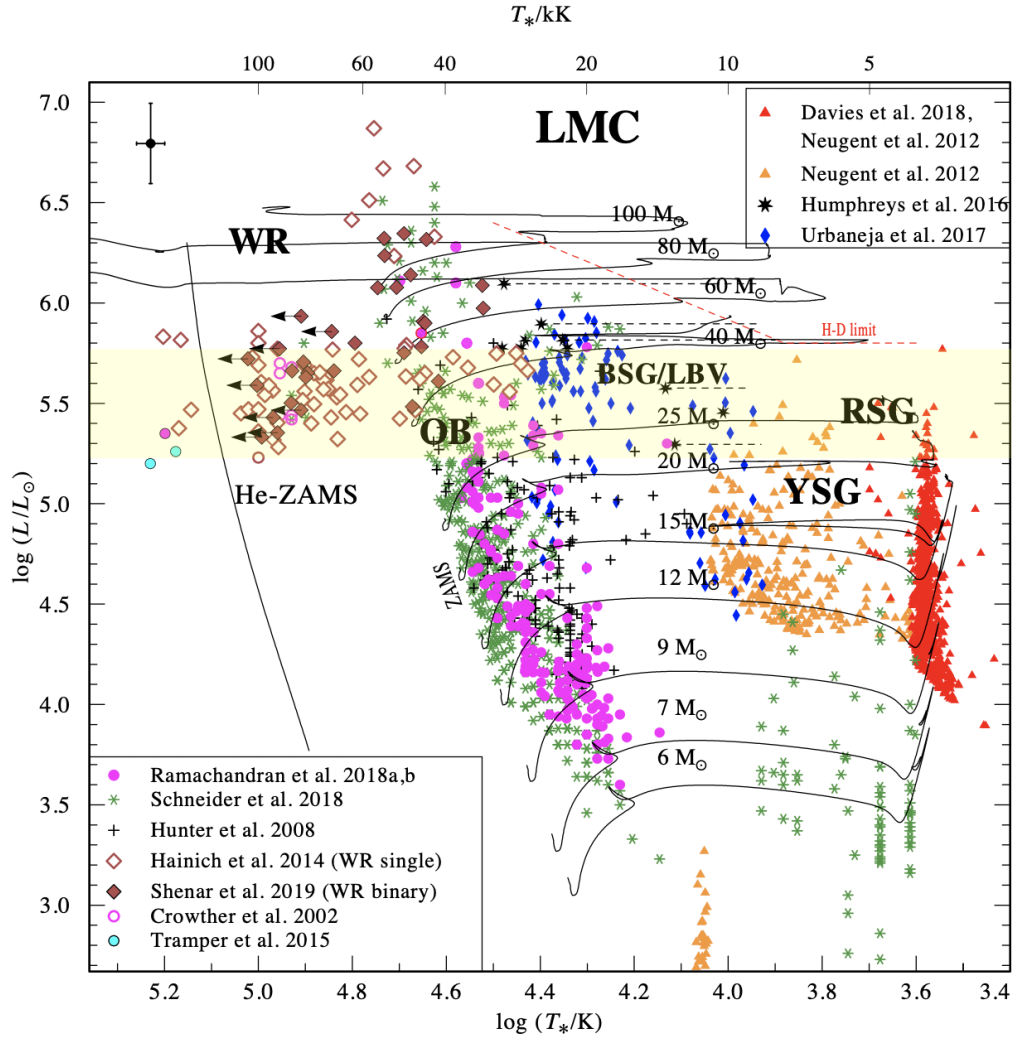 T*/kK
100 60 40 20 10 5
7.0
6.5
6.0
5.5
5.0
4.5
4.0
3.5
3.0
log (L/L⊙)
LMC
Davies et al. 2018,
Neugent et al. 2012
Neugent et al. 2012
Humphreys et al. 2016
Urbaneja et al. 2017
WR
100 M⊙
80 M⊙
60 M⊙
H-D limit
40 M⊙
BSG/LBV
25 M⊙
RSG
OB
20 M⊙
He-ZAMS
YSG
15 M⊙
ZAMS
12 M⊙
9 M⊙
7 M⊙
6 M⊙
Ramachandran et al. 2018a,b
Schneider et al. 2018
Hunter et al. 2008
Hainich et al. 2014 (WR single)
Shenar et al. 2019 (WR binary)
Crowther et al. 2002
Tramper et al. 2015
5.2 5.0 4.8 4.6 4.4 4.2 4.0 3.8 3.6 3.4
log (T*/K)